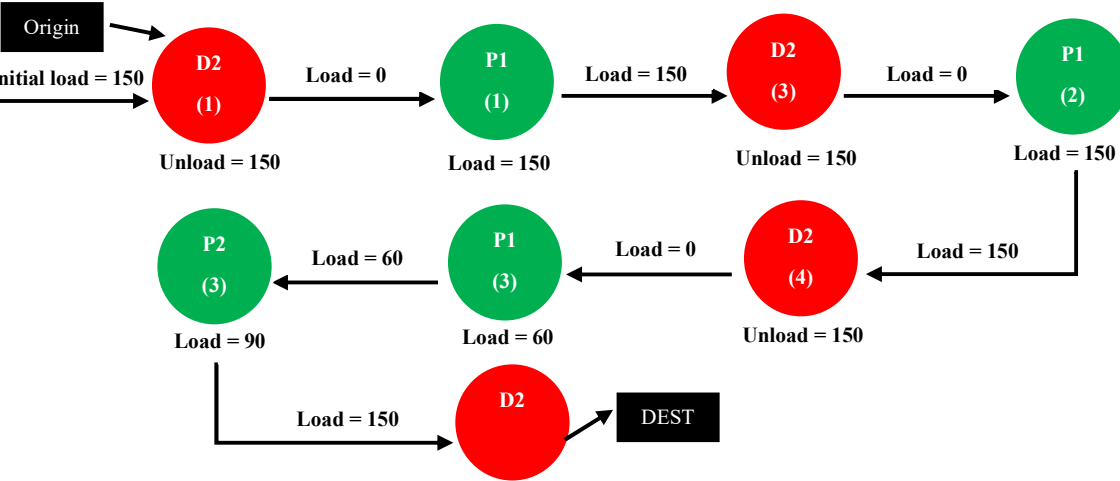 Origin
nitial load = 150
D2
(1)
Unload = 150
Load = 0
P1
(1)
Load = 150
Load = 150
D2
(3)
Unload = 150
Load = 0
P1
(2)
Load = 150
Load = 150
D2
(4)
Unload = 150
Load = 0
P1
(3)
Load = 60
Load = 60
P2
(3)
Load = 90
Load = 150
D2
DEST